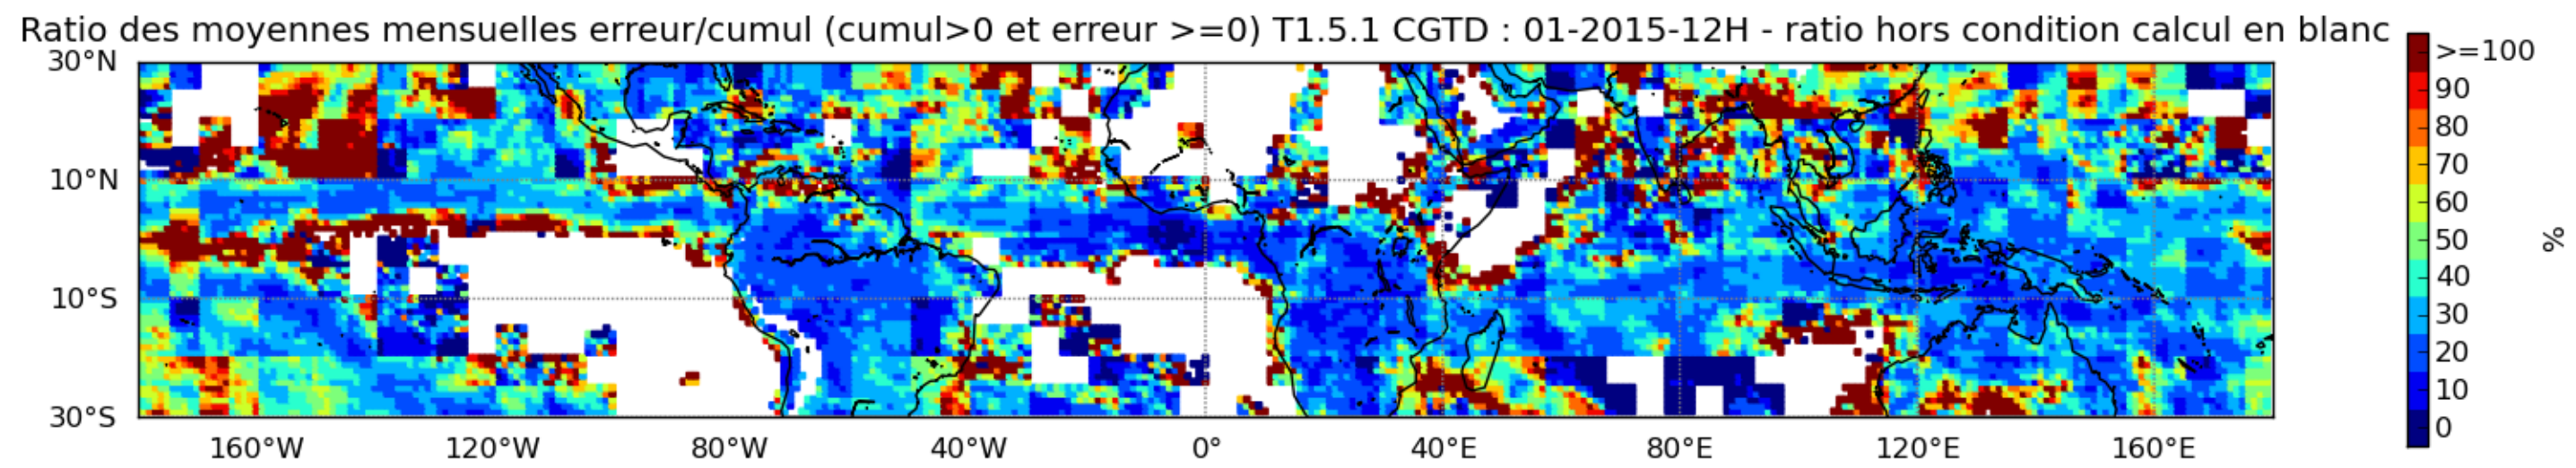 Ratio des moyennes mensuelles erreur/cumul (cumul>0 et erreur >=0) T1.5.1 CGTD : 01-2015-12H - ratio hors condition calcul en blanc
30°N
10°N
10°S
30°S
160°W 120°W 80°W 40°W 0° 40°E 80°E 120°E 160°E
>=100
90
80
70
60
50
40
30
20
10
0
%